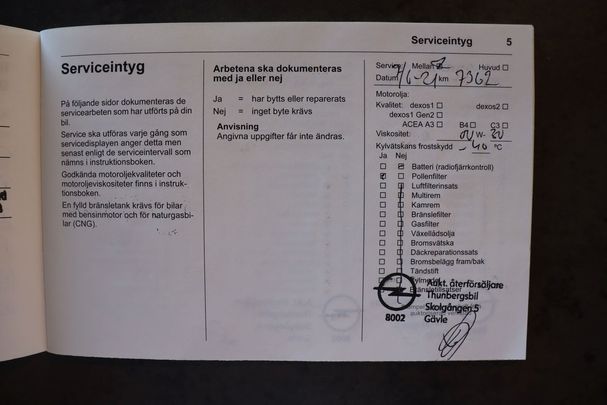 Serviceintyg 5
Serviceintyg
På följande sidor dokumenteras de
servicearbeten som har utförts på din
bil.
Service ska utföras varje gång som
servicedisplayen anger detta men
senast enligt de serviceintervall som
nämns i instruktionsboken.
Godkända motoroljekvaliteter och
motoroljeviskositeter finns i instruk-
tionsboken.
En fylld bränsletank krävs för bilar
med bensinmotor och för naturgasbi-
lar (CNG).
Arbetena ska dokumenteras
med ja eller nej
Ja = har bytts eller reparerats
Nej = inget byte krävs
Anvisning
Angivna uppgifter får inte ändras.
Service: Mellan Huvud
Datum /6-21 km 7362
Motorolja:
Kvalitet: dexos1 dexos2
dexos1 Gen2
ACEA A3 B4 C3
Viskositet: W- 20
Kylvätskans frostskydd -40 °C
Ja Nej
Batteri (radiofjärrkontroll)
Pollenfilter
Luftfilterinsats
Multirem
Kamrem
Bränslefilter
Gasfilter
Växellådsolja
Bromsvätska
Däckreparationssats
Bromsbelägg fram/bak
Tändstift
Aukt. återförsäljare
Thunbergsbil
Skolgången 5
8002 Gävle